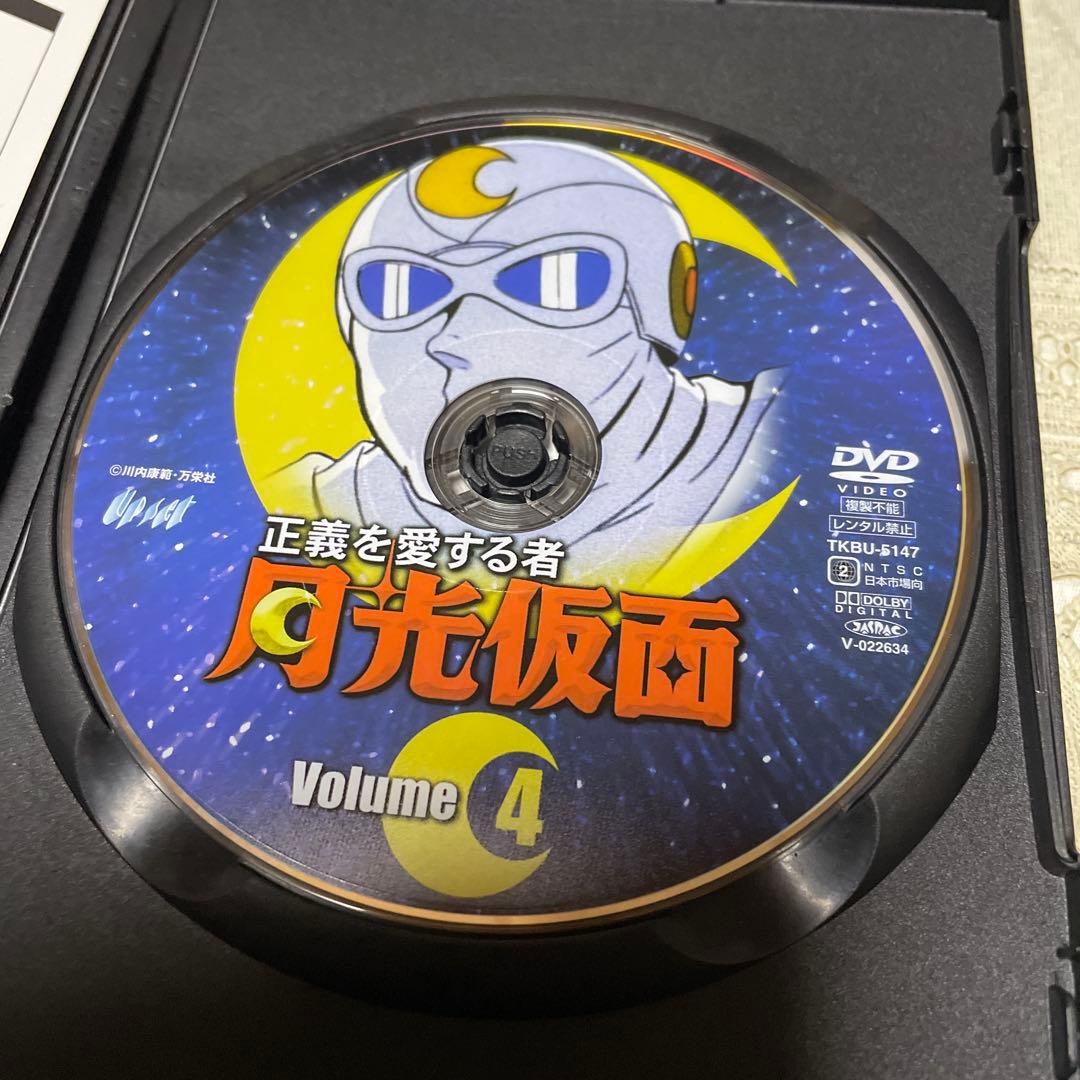 ©川内康範・万栄社
Upset
正義を愛する者
月光仮面
Volume 4
PUSH
DVD
VIDEO
複製不能
レンタル禁止
TKBU-5147
2
NTSC
日本市場向
DOLBY
DIGITAL
JASRAC
V-022634